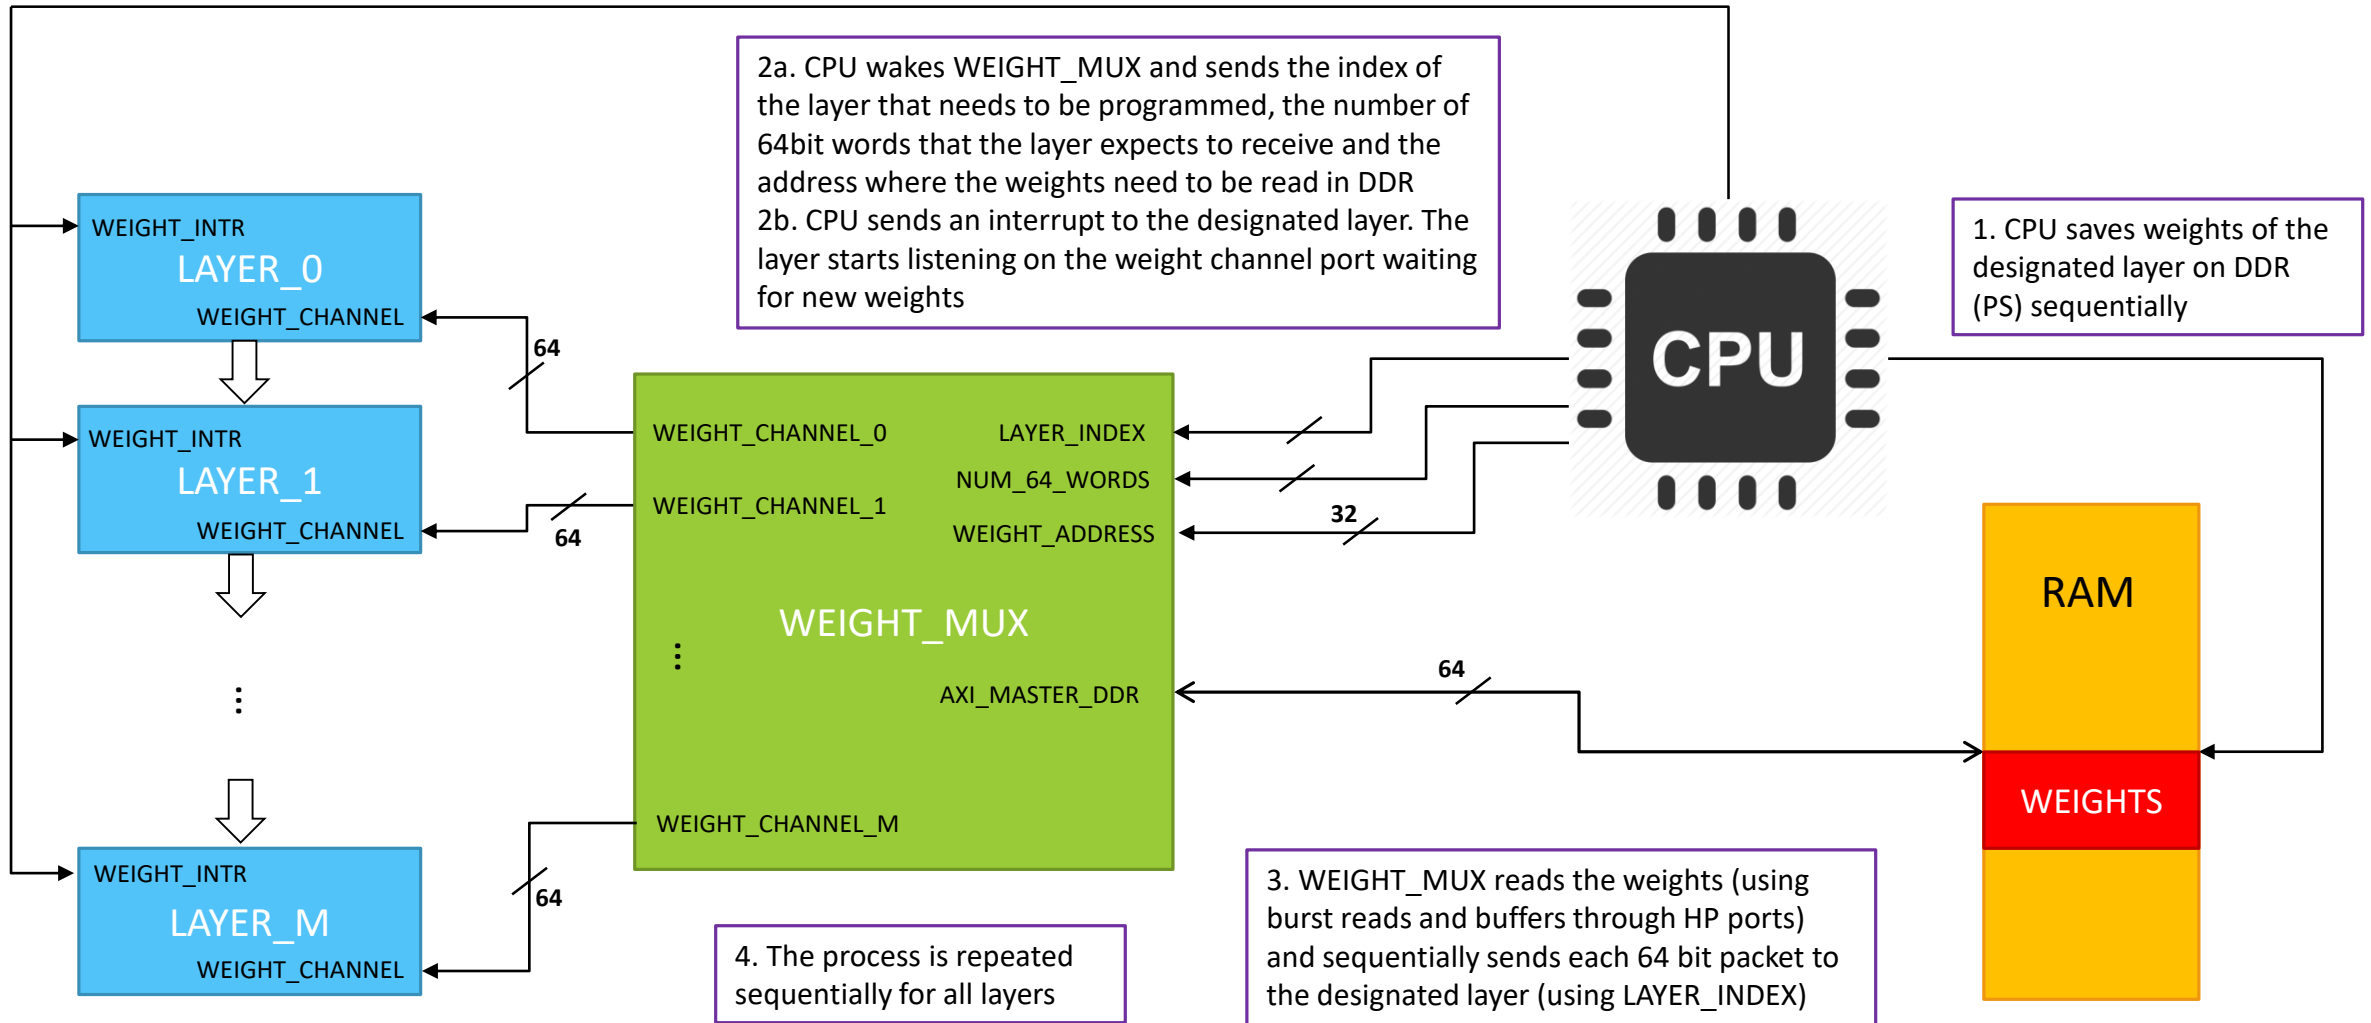 2a. CPU wakes WEIGHT_MUX and sends the index of
the layer that needs to be programmed, the number of
64bit words that the layer expects to receive and the
address where the weights need to be read in DDR
2b. CPU sends an interrupt to the designated layer. The
layer starts listening on the weight channel port waiting
for new weights
1. CPU saves weights of the
designated layer on DDR
(PS) sequentially
CPU
WEIGHT_INTR
LAYER_0
WEIGHT_CHANNEL
64
WEIGHT_INTR
LAYER_1
WEIGHT_CHANNEL
64
⋮
WEIGHT_INTR
LAYER_M
WEIGHT_CHANNEL
64
WEIGHT_CHANNEL_0
WEIGHT_CHANNEL_1
⋮
WEIGHT_CHANNEL_M
WEIGHT_MUX
LAYER_INDEX
NUM_64_WORDS
WEIGHT_ADDRESS
32
AXI_MASTER_DDR
64
RAM
WEIGHTS
3. WEIGHT_MUX reads the weights (using
burst reads and buffers through HP ports)
and sequentially sends each 64 bit packet to
the designated layer (using LAYER_INDEX)
4. The process is repeated
sequentially for all layers